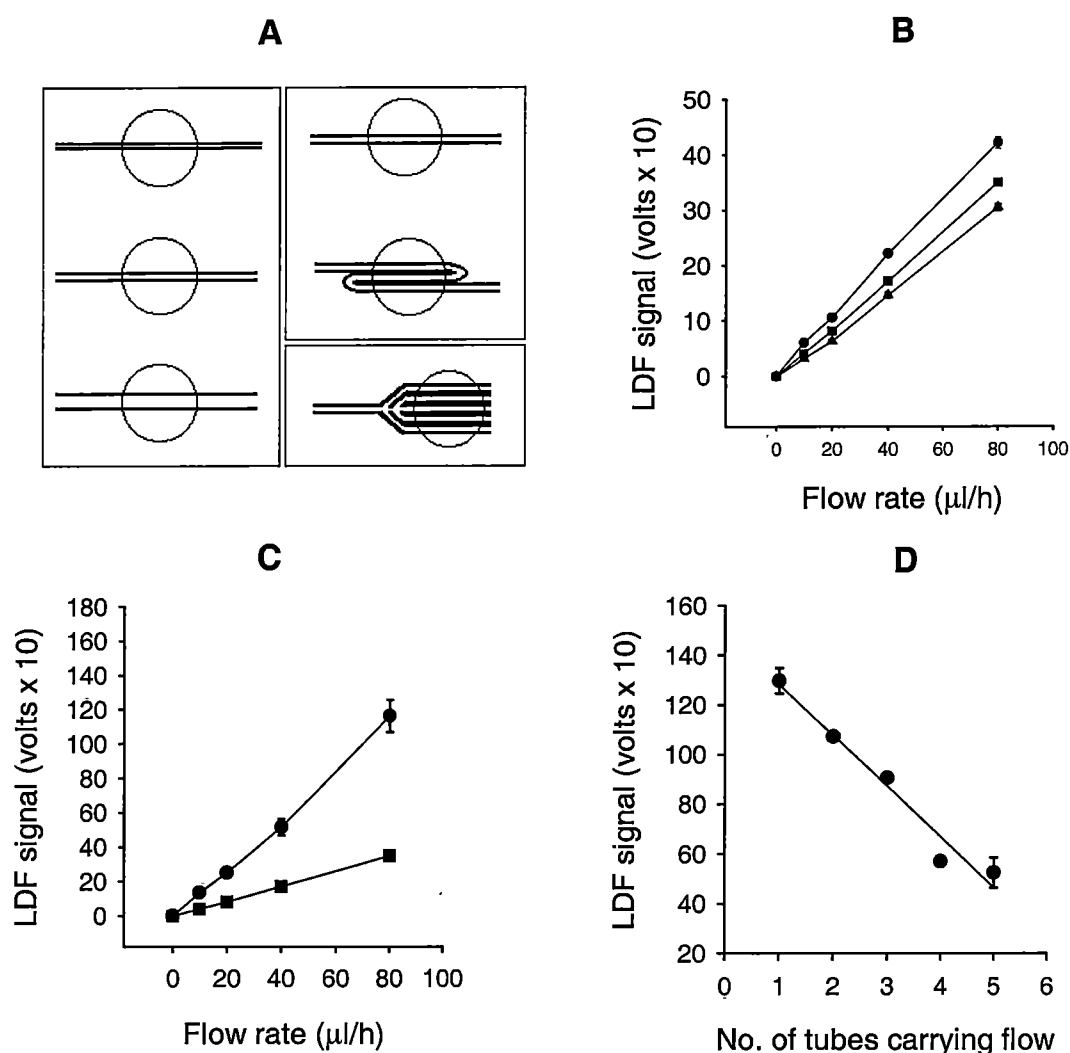 A
B
50
40
30
20
10
0
LDF signal (volts x 10)
0 20 40 60 80 100
Flow rate (µl/h)
C
180
160
140
120
100
80
60
40
20
0
LDF signal (volts x 10)
0 20 40 60 80 100
Flow rate (µl/h)
D
160
140
120
100
80
60
40
20
LDF signal (volts x 10)
0 1 2 3 4 5 6
No. of tubes carrying flow